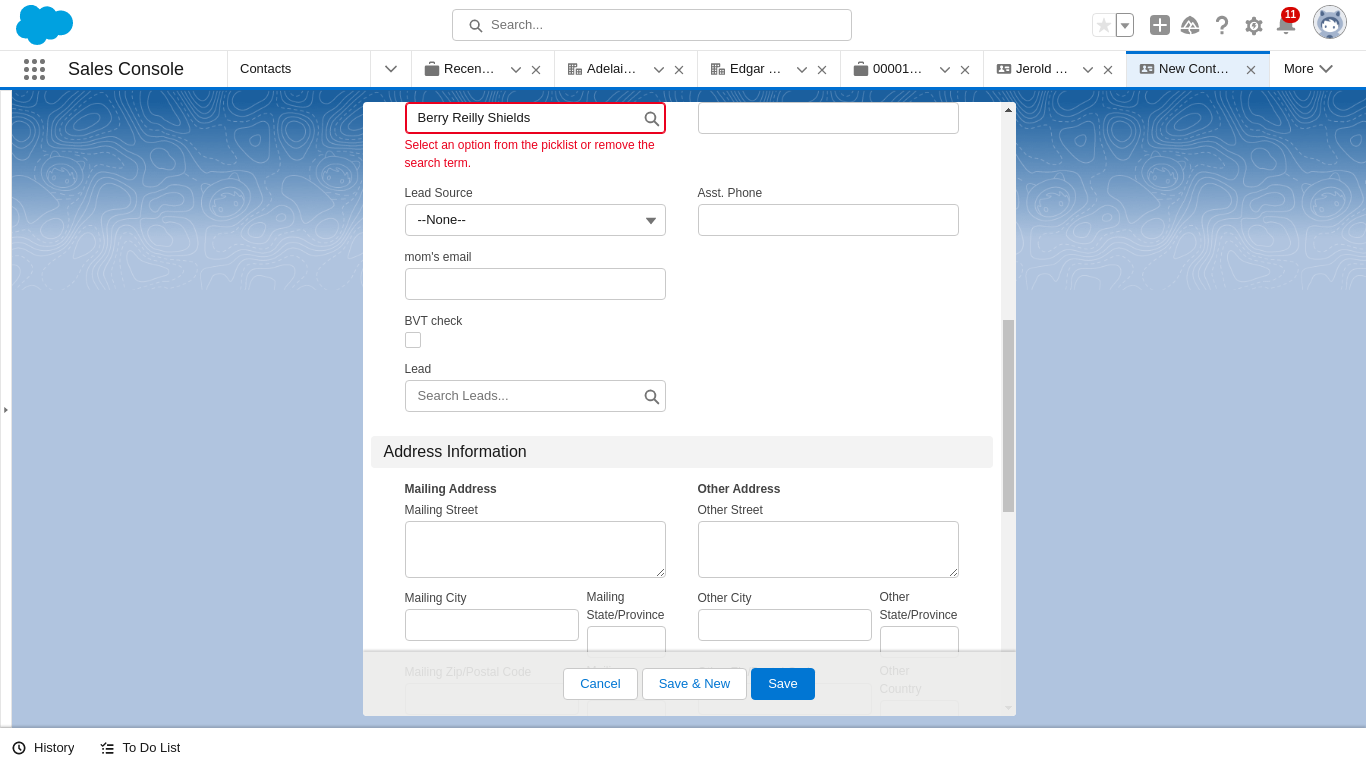 Search...
11
Sales Console
Contacts
Recen...
Adelai...
Edgar ...
00001...
Jerold ...
New Cont...
More
Berry Reilly Shields
Select an option from the picklist or remove the
search term.
Lead Source
Asst. Phone
--None--
mom's email
BVT check
Lead
Search Leads...
Address Information
Mailing Address
Other Address
Mailing Street
Other Street
Mailing City
Mailing
State/Province
Other City
Other
State/Province
Mailing Zip/Postal Code
Other
Country
Cancel
Save & New
Save
History
To Do List